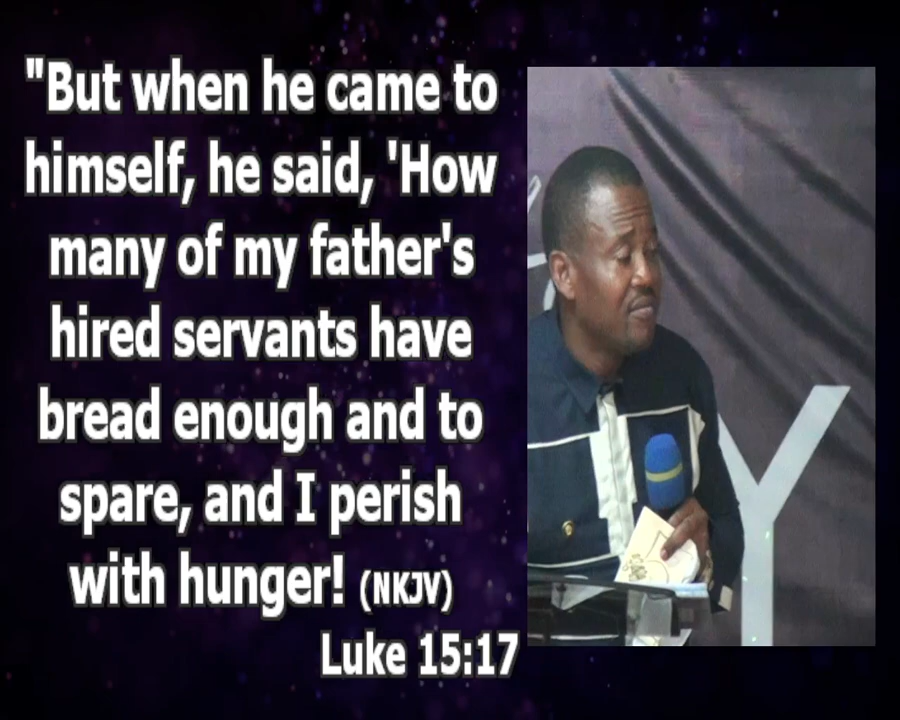 "But when he came to
himself, he said, 'How
many of my father's
hired servants have
bread enough and to
spare, and I perish
with hunger! (NKJV)
Luke 15:17
Y